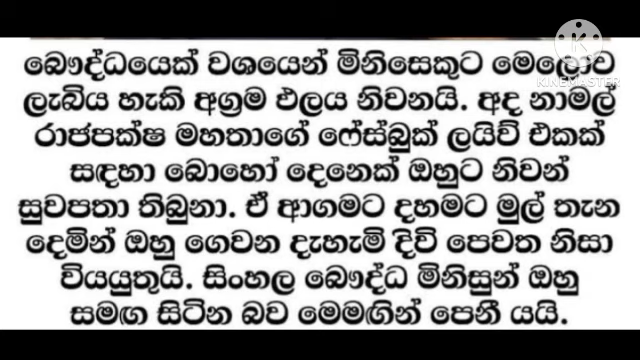 බෞද්ධයෙක් වශයෙන් මිනිසෙකුට මෙලොව
ලැබිය හැකි අග්‍රම ඵලය නිවනයි. අද නාමල්
රාජපක්ෂ මහතාගේ ෆේස්බුක් ලයිව් එකක්
සඳහා බොහෝ දෙනෙක් ඔහුට නිවන්
සුවපතා තිබුනා. ඒ ආගමට දහමට මුල් තැන
දෙමින් ඔහු ගෙවන දැහැමි දිවි පෙවත නිසා
වියයුතුයි. සිංහල බෞද්ධ මිනිසුන් ඔහු
සමඟ සිටින බව මෙමඟින් පෙනී යයි.
KINEMASTER